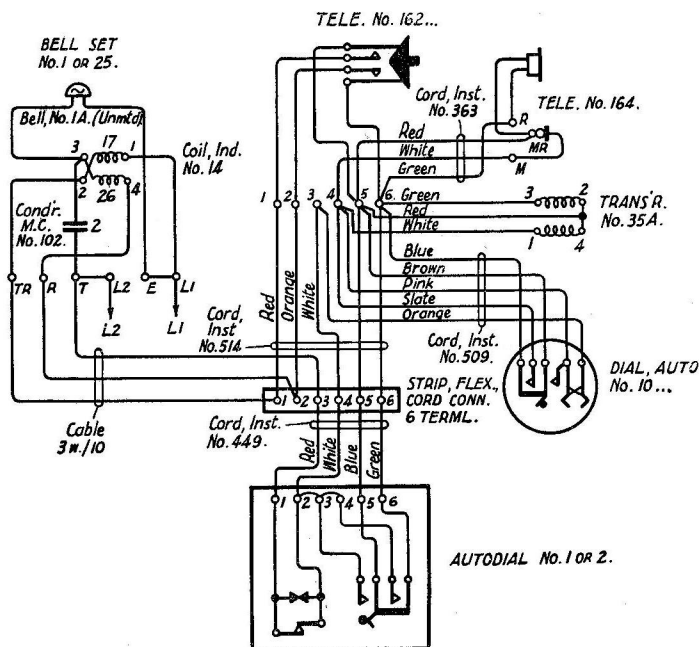 TELE. No. 162...
BELL SET
No. 1 OR 25.
Bell, No. 1A. (Unmtd)
Cord, Inst.
No. 363
TELE. No. 164.
R
MR
M
Red
White
Green
3 17 1
Coil, Ind.
No. 14
2 26 4
Cond'r.
M.C.
No. 102.
2
1 2 3 4 5 6
Green
Red
White
3 2
1 4
TRANS'R.
No. 35A.
Blue
Brown
Pink
Slate
Orange
TR R T L2 E L1
L2 L1
Red
Orange
White
Cord,
Inst
No. 514
Cord, Inst.
No. 509.
DIAL, AUTO
No. 10...
1 2 3 4 5 6
STRIP, FLEX.,
CORD CONN.
6 TERML.
Cable
3w./10
Cord, Inst.
No. 449.
Red
White
Blue
Green
1 2 3 4 5 6
AUTODIAL No. 1 OR 2.